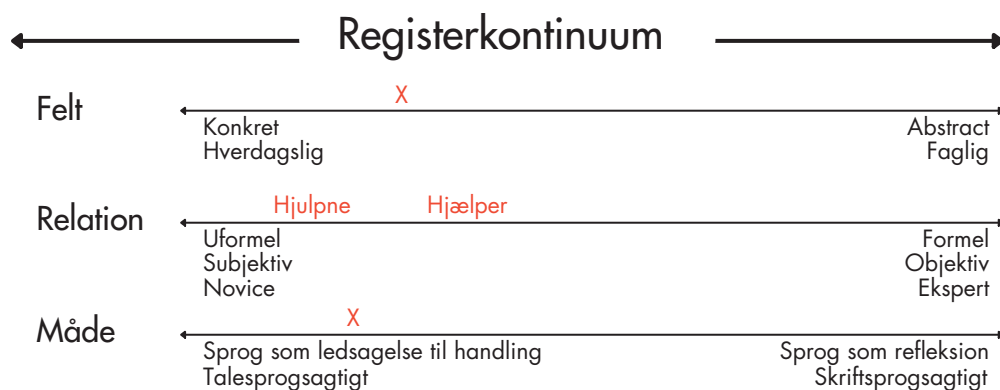 Registerkontinuum
Felt
X
Konkret
Hverdagslig
Abstract
Faglig
Relation
Hjulpne
Hjælper
Uformel
Subjektiv
Novice
Formel
Objektiv
Ekspert
Måde
X
Sprog som ledsagelse til handling
Talesprogsagtigt
Sprog som refleksion
Skriftsprogsagtigt